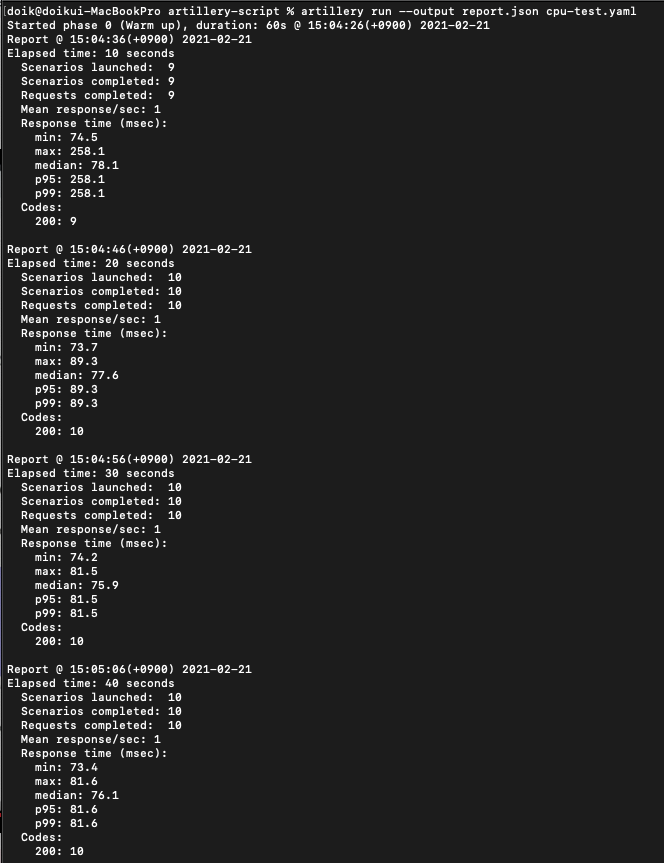 doik@doikui-MacBookPro artillery-script % artillery run --output report.json cpu-test.yaml
Started phase 0 (Warm up), duration: 60s @ 15:04:26(+0900) 2021-02-21
Report @ 15:04:36(+0900) 2021-02-21
Elapsed time: 10 seconds
  Scenarios launched:  9
  Scenarios completed: 9
  Requests completed:  9
  Mean response/sec: 1
  Response time (msec):
    min: 74.5
    max: 258.1
    median: 78.1
    p95: 258.1
    p99: 258.1
  Codes:
    200: 9

Report @ 15:04:46(+0900) 2021-02-21
Elapsed time: 20 seconds
  Scenarios launched:  10
  Scenarios completed: 10
  Requests completed:  10
  Mean response/sec: 1
  Response time (msec):
    min: 73.7
    max: 89.3
    median: 77.6
    p95: 89.3
    p99: 89.3
  Codes:
    200: 10

Report @ 15:04:56(+0900) 2021-02-21
Elapsed time: 30 seconds
  Scenarios launched:  10
  Scenarios completed: 10
  Requests completed:  10
  Mean response/sec: 1
  Response time (msec):
    min: 74.2
    max: 81.5
    median: 75.9
    p95: 81.5
    p99: 81.5
  Codes:
    200: 10

Report @ 15:05:06(+0900) 2021-02-21
Elapsed time: 40 seconds
  Scenarios launched:  10
  Scenarios completed: 10
  Requests completed:  10
  Mean response/sec: 1
  Response time (msec):
    min: 73.4
    max: 81.6
    median: 76.1
    p95: 81.6
    p99: 81.6
  Codes:
    200: 10